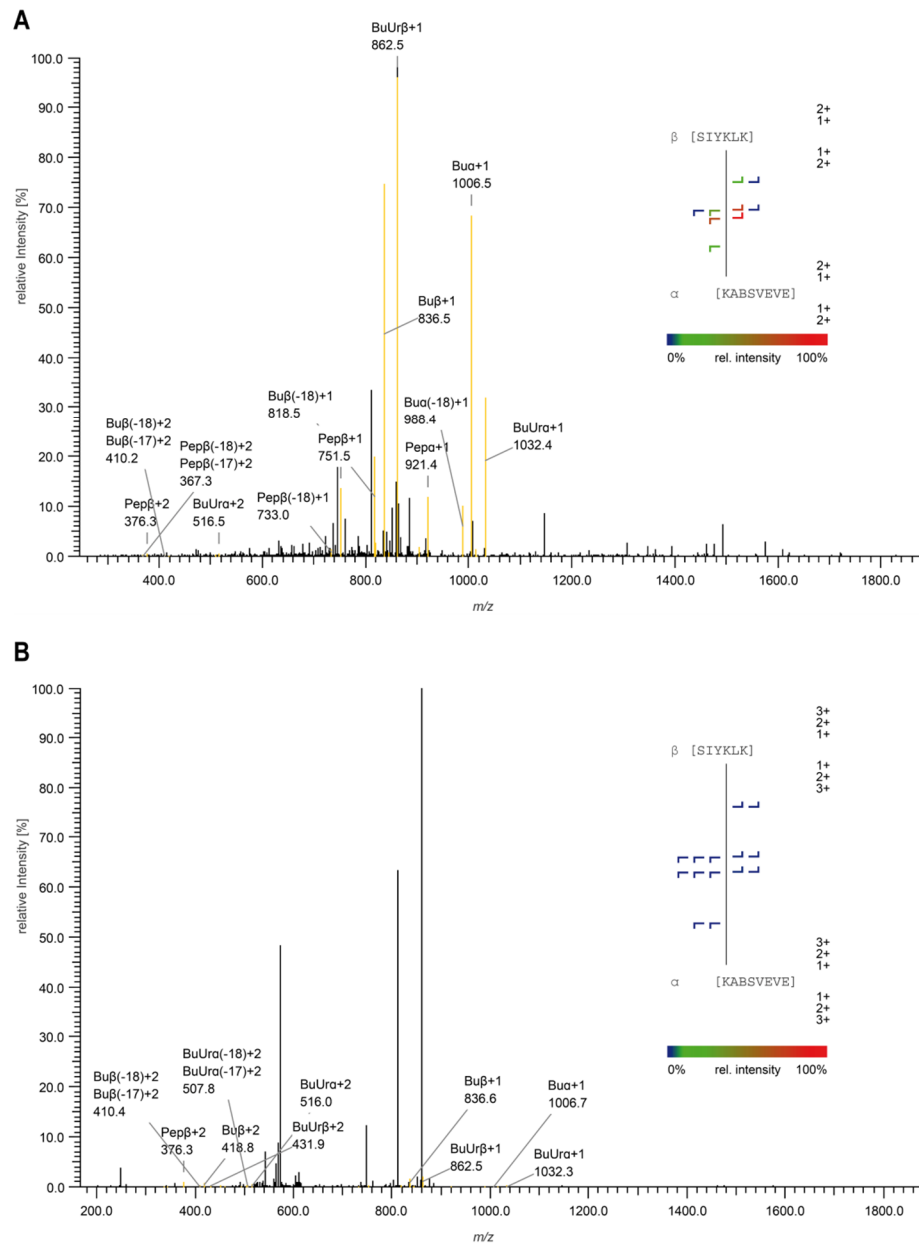 A
BuUrβ+1
862.5
100.0
90.0
80.0
70.0
60.0
50.0
40.0
30.0
20.0
10.0
0.0
relative Intensity [%]
Buα+1
1006.5
Buβ+1
836.5
Buβ(-18)+1
818.5
Buα(-18)+1
988.4
BuUrα+1
1032.4
Buβ(-18)+2
Buβ(-17)+2
410.2
Pepβ(-18)+2
Pepβ(-17)+2
367.3
Pepβ+1
751.5
Pepα+1
921.4
Pepβ+2
376.3
BuUrα+2
516.5
Pepβ(-18)+1
733.0
2+
1+
β [SIYKLK]
1+
2+
2+
1+
α [KABSVEVE]
1+
2+
0% rel. intensity 100%
400.0 600.0 800.0 1000.0 1200.0 1400.0 1600.0 1800.0
m/z
B
100.0
90.0
80.0
70.0
60.0
50.0
40.0
30.0
20.0
10.0
0.0
relative Intensity [%]
3+
2+
1+
β [SIYKLK]
1+
2+
3+
3+
2+
1+
α [KABSVEVE]
1+
2+
3+
0% rel. intensity 100%
Buβ(-18)+2
Buβ(-17)+2
410.4
BuUrα(-18)+2
BuUrα(-17)+2
507.8
BuUrα+2
516.0
Buβ+1
836.6
Buα+1
1006.7
Pepβ+2
376.3
Buβ+2
418.8
BuUrβ+2
431.9
BuUrβ+1
862.5
BuUrα+1
1032.3
200.0 400.0 600.0 800.0 1000.0 1200.0 1400.0 1600.0 1800.0
m/z